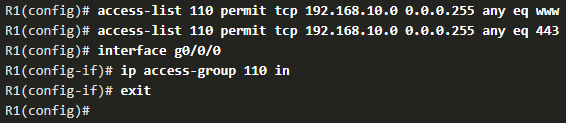 R1(config)# access-list 110 permit tcp 192.168.10.0 0.0.0.255 any eq www
R1(config)# access-list 110 permit tcp 192.168.10.0 0.0.0.255 any eq 443
R1(config)# interface g0/0/0
R1(config-if)# ip access-group 110 in
R1(config-if)# exit
R1(config)#